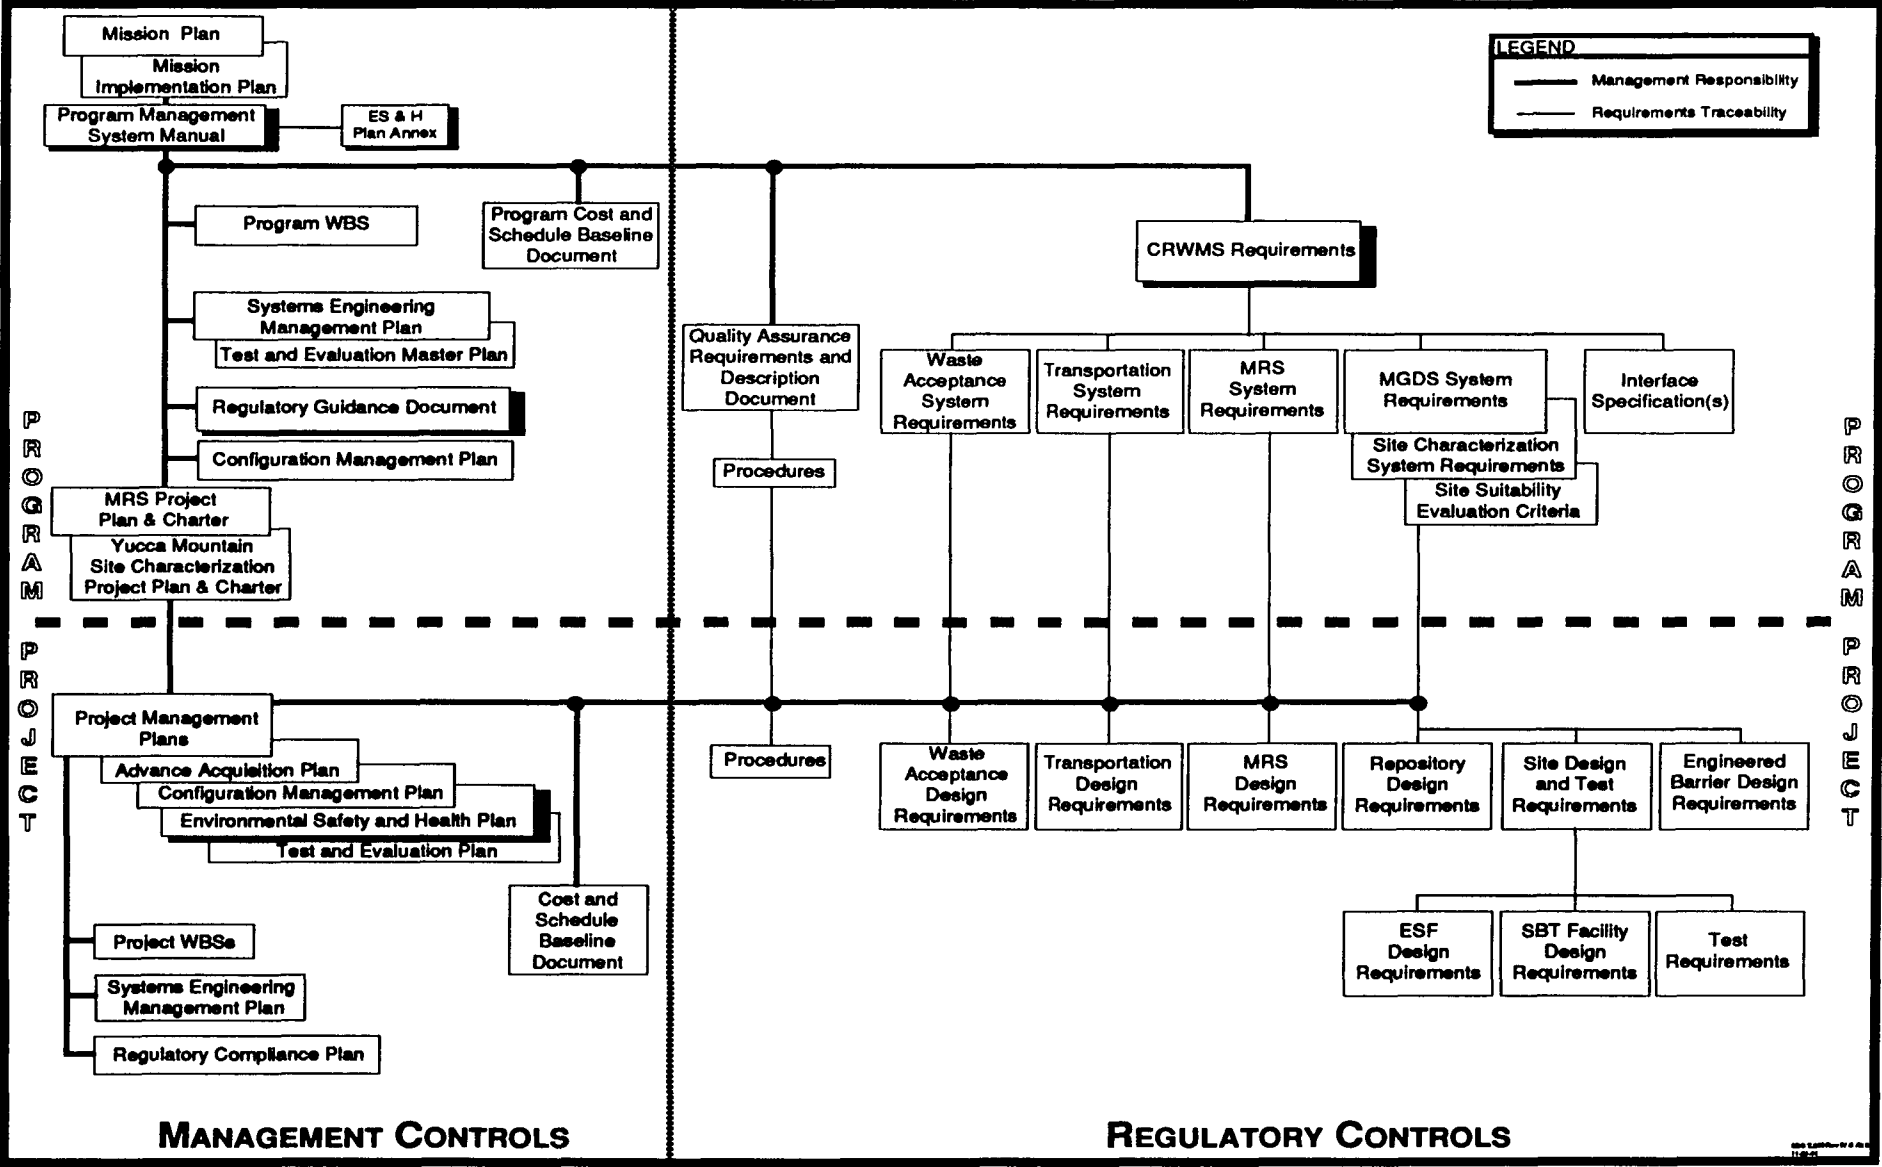 Mission Plan
Mission
Implementation Plan
Program Management
System Manual
ES & H
Plan Annex
LEGEND
Management Responsibility
Requirements Traceability
Program WBS
Program Cost and
Schedule Baseline
Document
CRWMS Requirements
Systems Engineering
Management Plan
Test and Evaluation Master Plan
Regulatory Guidance Document
Configuration Management Plan
MRS Project
Plan & Charter
Yucca Mountain
Site Characterization
Project Plan & Charter
Quality Assurance
Requirements and
Description
Document
Procedures
Waste
Acceptance
System
Requirements
Transportation
System
Requirements
MRS
System
Requirements
MGDS System
Requirements
Site Characterization
System Requirements
Site Suitability
Evaluation Criteria
Interface
Specification(s)
PROGRAM
PROGRAM
PROJECT
PROJECT
Project Management
Plans
Advance Acquisition Plan
Configuration Management Plan
Environmental Safety and Health Plan
Test and Evaluation Plan
Cost and
Schedule
Baseline
Document
Project WBSs
Systems Engineering
Management Plan
Regulatory Compliance Plan
Procedures
Waste
Acceptance
Design
Requirements
Transportation
Design
Requirements
MRS
Design
Requirements
Repository
Design
Requirements
Site Design
and Test
Requirements
Engineered
Barrier Design
Requirements
ESF
Design
Requirements
SBT Facility
Design
Requirements
Test
Requirements
MANAGEMENT CONTROLS
REGULATORY CONTROLS